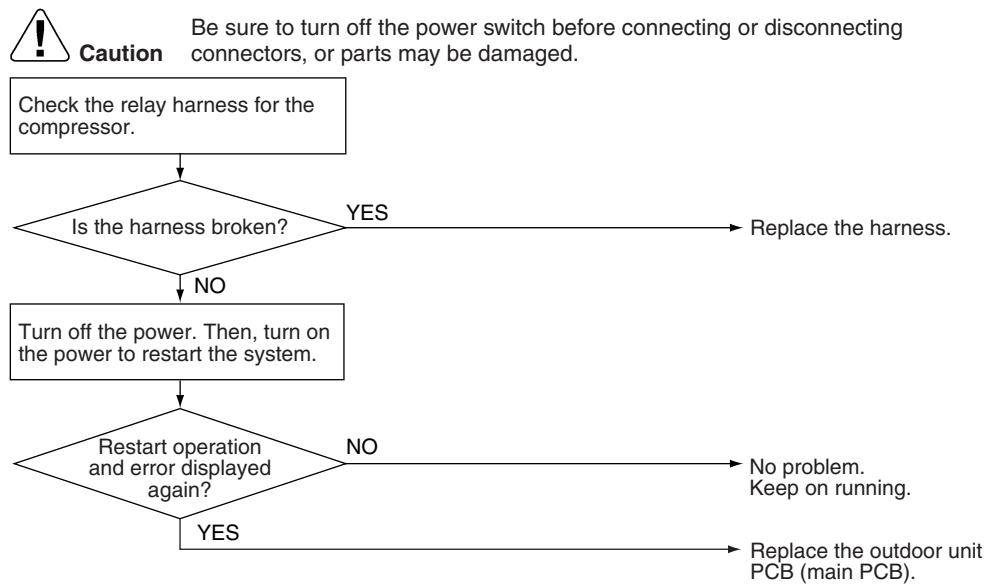 Be sure to turn off the power switch before connecting or disconnecting
Caution connectors, or parts may be damaged.
Check the relay harness for the
compressor.
Is the harness broken?
YES
Replace the harness.
NO
Turn off the power. Then, turn on
the power to restart the system.
Restart operation
and error displayed
again?
NO
No problem.
Keep on running.
YES
Replace the outdoor unit
PCB (main PCB).